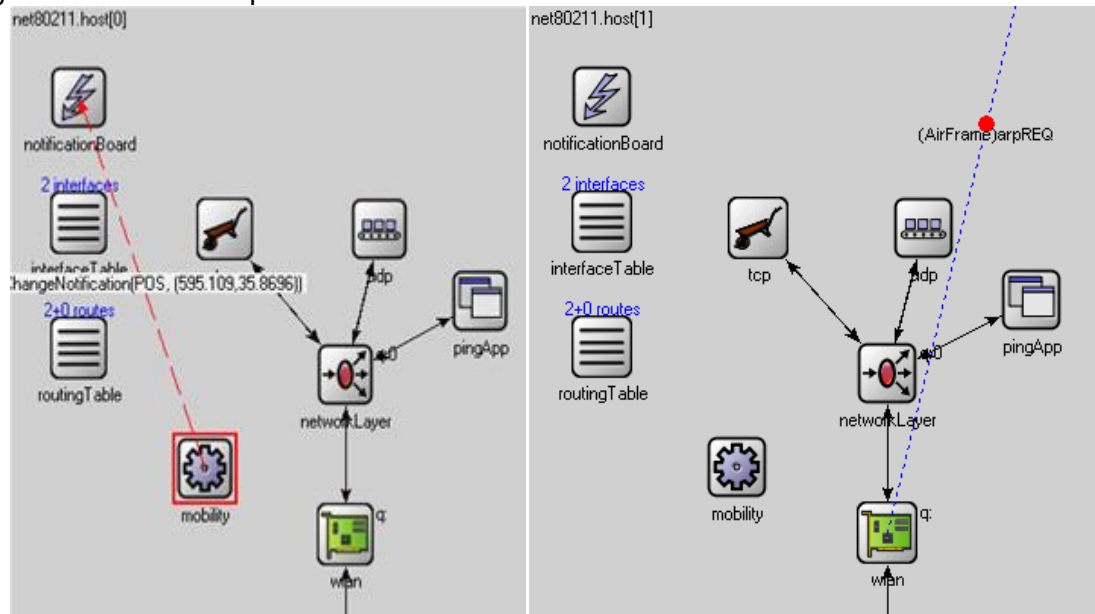 net80211.host[0]
notificationBoard
2 interfaces
interfaceTable
ChangeNotification(POS, (595.109,35.8696))
2+0 routes
routingTable
pingApp
networkLayer
mobility
q:
wlan
net80211.host[1]
notificationBoard
(AirFrame)arpREQ
2 interfaces
interfaceTable
tcp
udp
2+0 routes
routingTable
pingApp
networkLayer
mobility
q:
wlan